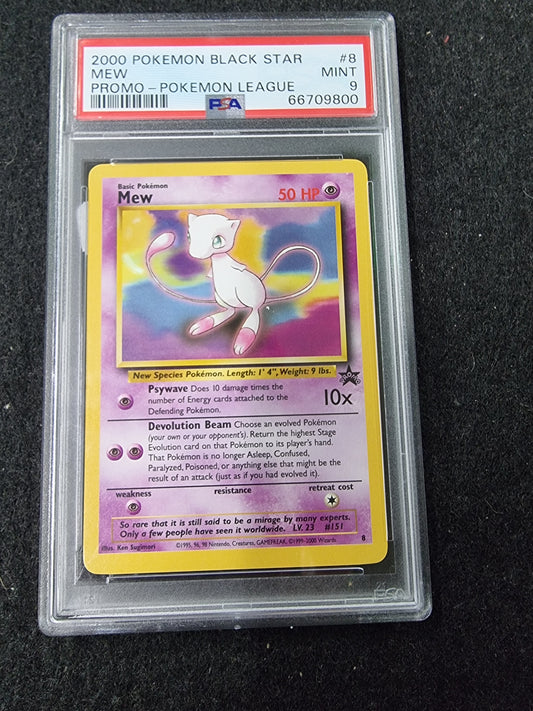 2000 POKEMON BLACK STAR #8
MEW MINT
PROMO - POKEMON LEAGUE 9
PSA 66709800
Basic Pokémon
Mew 50 HP
New Species Pokémon. Length: 1' 4", Weight: 9 lbs.
PROMO
Psywave Does 10 damage times the
number of Energy cards attached to the
Defending Pokémon.
10x
Devolution Beam Choose an evolved Pokémon
(your own or your opponent's). Return the highest Stage
Evolution card on that Pokémon to its player's hand.
That Pokémon is no longer Asleep, Confused,
Paralyzed, Poisoned, or anything else that might be the
result of an attack (just as if you had evolved it).
weakness resistance retreat cost
So rare that it is still said to be a mirage by many experts.
Only a few people have seen it worldwide. LV. 23 #151
Illus. Ken Sugimori ©1995, 96, 98 Nintendo, Creatures, GAMEFREAK. ©1999-2000 Wizards. 8